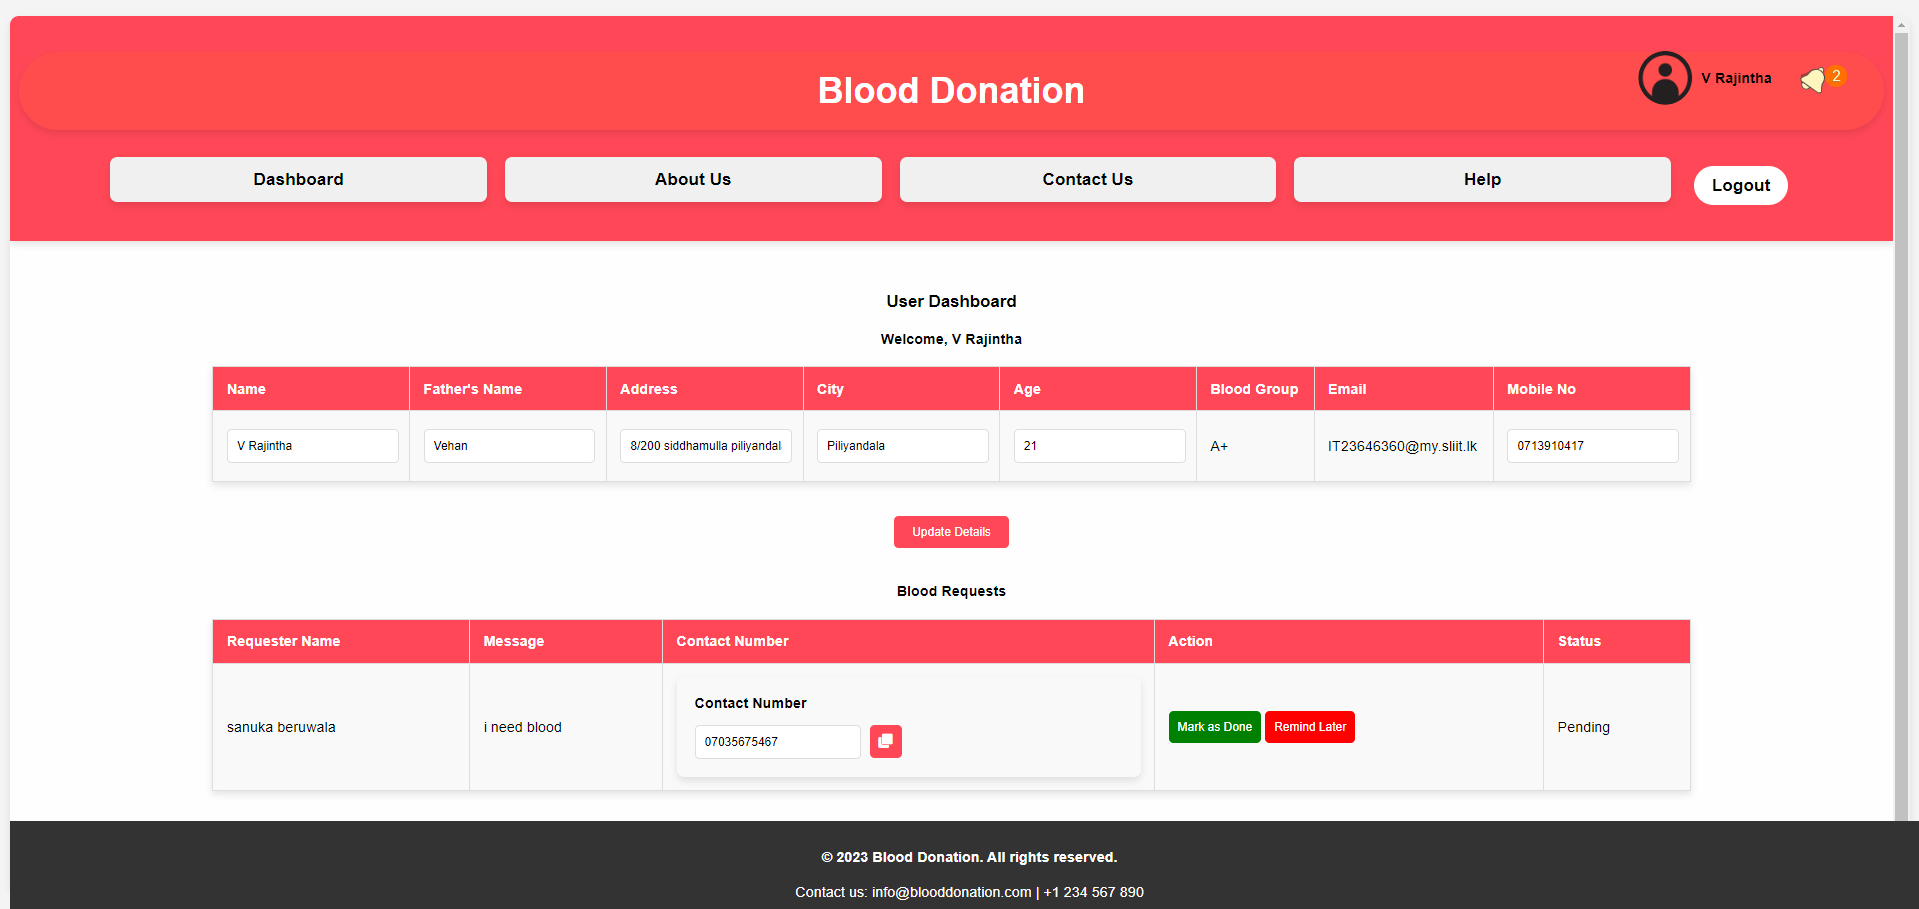 Blood Donation
V Rajintha
2
Dashboard About Us Contact Us Help Logout
User Dashboard
Welcome, V Rajintha
Name Father's Name Address City Age Blood Group Email Mobile No
V Rajintha Vehan 8/200 siddhamulla piliyandal Piliyandala 21 A+ IT23646360@my.sliit.lk 0713910417
Update Details
Blood Requests
Requester Name Message Contact Number Action Status
Contact Number
sanuka beruwala i need blood 07035675467 Mark as Done Remind Later Pending
© 2023 Blood Donation. All rights reserved.
Contact us: info@blooddonation.com | +1 234 567 890